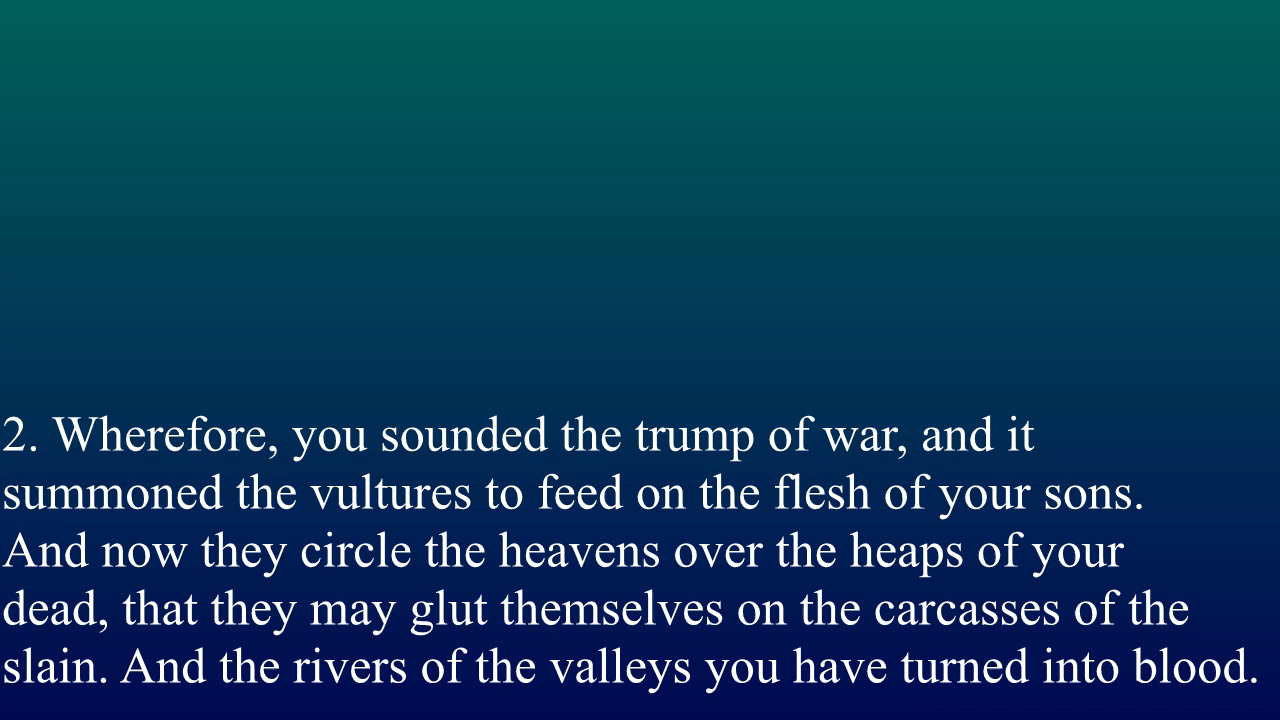 2. Wherefore, you sounded the trump of war, and it
summoned the vultures to feed on the flesh of your sons.
And now they circle the heavens over the heaps of your
dead, that they may glut themselves on the carcasses of the
slain. And the rivers of the valleys you have turned into blood.